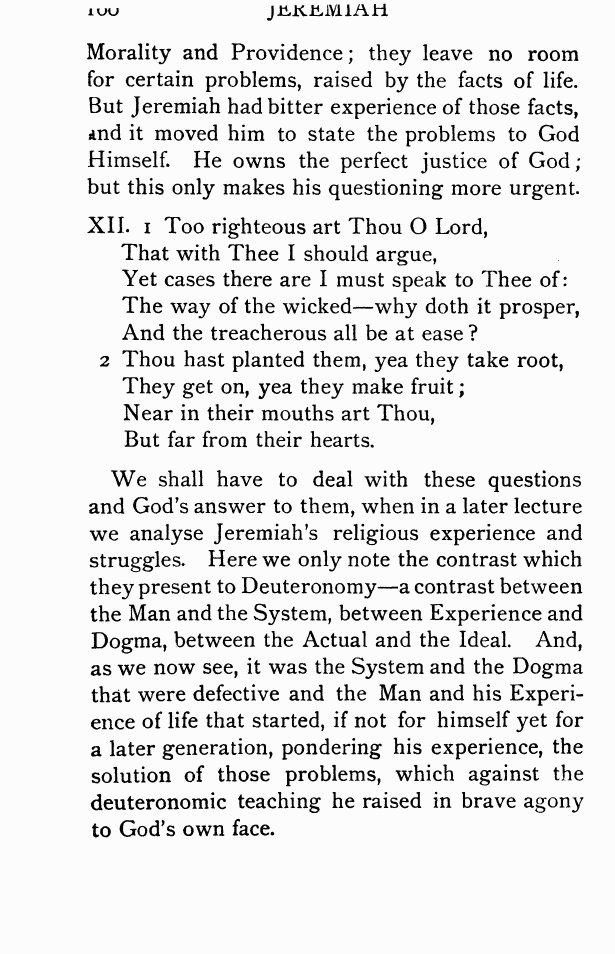 160 JEREMIAH
Morality and Providence; they leave no room
for certain problems, raised by the facts of life.
But Jeremiah had bitter experience of those facts,
and it moved him to state the problems to God
Himself. He owns the perfect justice of God;
but this only makes his questioning more urgent.
XII. 1 Too righteous art Thou O Lord,
That with Thee I should argue,
Yet cases there are I must speak to Thee of:
The way of the wicked—why doth it prosper,
And the treacherous all be at ease?
2 Thou hast planted them, yea they take root,
They get on, yea they make fruit;
Near in their mouths art Thou,
But far from their hearts.
We shall have to deal with these questions
and God's answer to them, when in a later lecture
we analyse Jeremiah's religious experience and
struggles. Here we only note the contrast which
they present to Deuteronomy—a contrast between
the Man and the System, between Experience and
Dogma, between the Actual and the Ideal. And,
as we now see, it was the System and the Dogma
that were defective and the Man and his Experi-
ence of life that started, if not for himself yet for
a later generation, pondering his experience, the
solution of those problems, which against the
deuteronomic teaching he raised in brave agony
to God's own face.